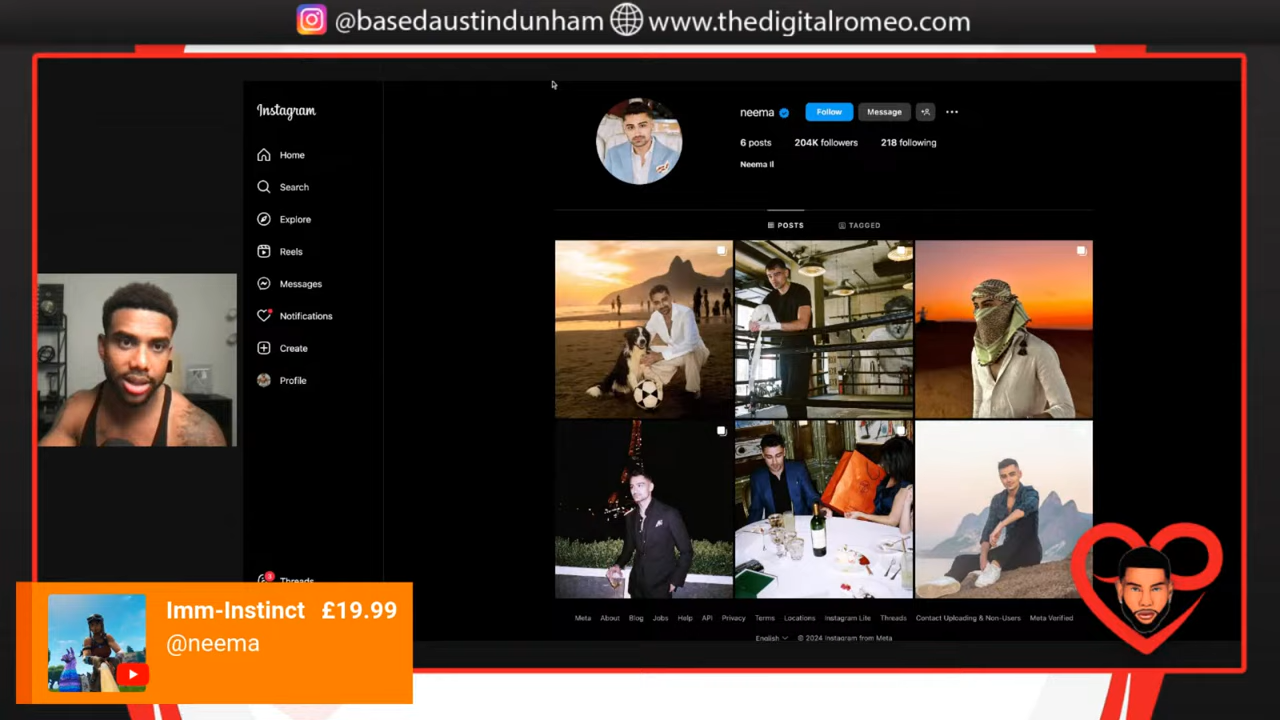 @basedaustindunham www.thedigitalromeo.com
Instagram
Home
Search
Explore
Reels
Messages
Notifications
Create
Profile
Threads
neema Follow Message
6 posts 204K followers 218 following
Neema II
POSTS TAGGED
Meta About Blog Jobs Help API Privacy Terms Locations Instagram Lite Threads Contact Uploading & Non-Users Meta Verified
English © 2024 Instagram from Meta
Imm-Instinct £19.99
@neema